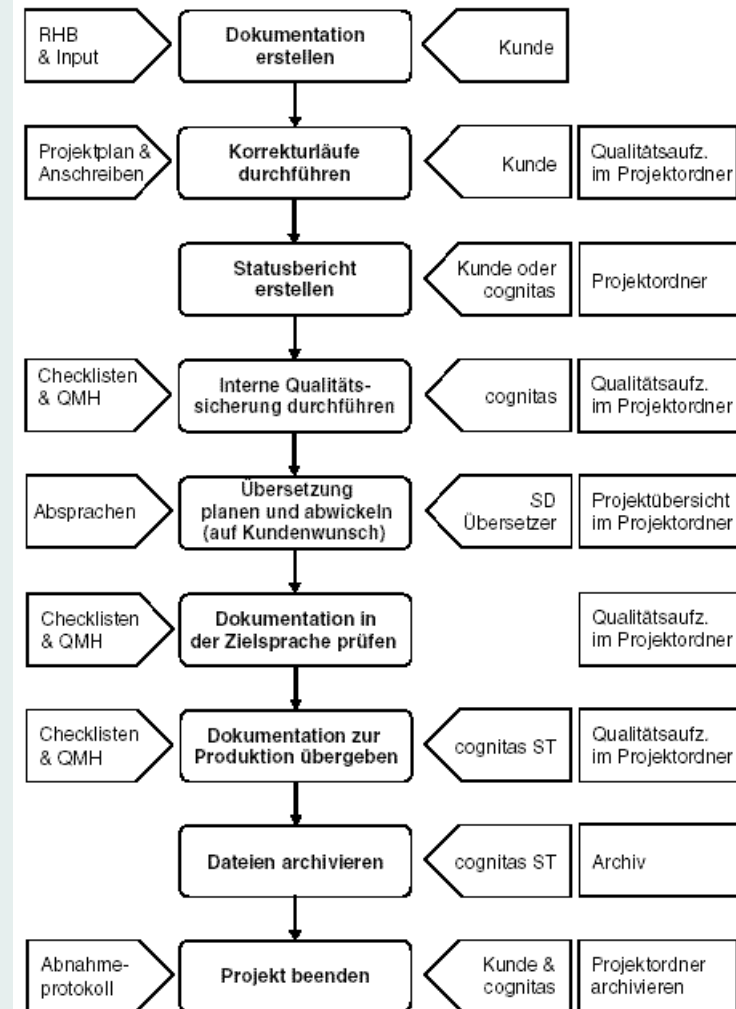 RHB
& Input
Dokumentation
erstellen
Kunde
Projektplan &
Anschreiben
Korrekturläufe
durchführen
Kunde
Qualitätsaufz.
im Projektordner
Statusbericht
erstellen
Kunde oder
cognitas
Projektordner
Checklisten
& QMH
Interne Qualitäts-
sicherung durchführen
cognitas
Qualitätsaufz.
im Projektordner
Absprachen
Übersetzung
planen und abwickeln
(auf Kundenwunsch)
SD
Übersetzer
Projektübersicht
im Projektordner
Checklisten
& QMH
Dokumentation in
der Zielsprache prüfen
Qualitätsaufz.
im Projektordner
Checklisten
& QMH
Dokumentation zur
Produktion übergeben
cognitas ST
Qualitätsaufz.
im Projektordner
Dateien archivieren
cognitas ST
Archiv
Abnahme-
protokoll
Projekt beenden
Kunde &
cognitas
Projektordner
archivieren